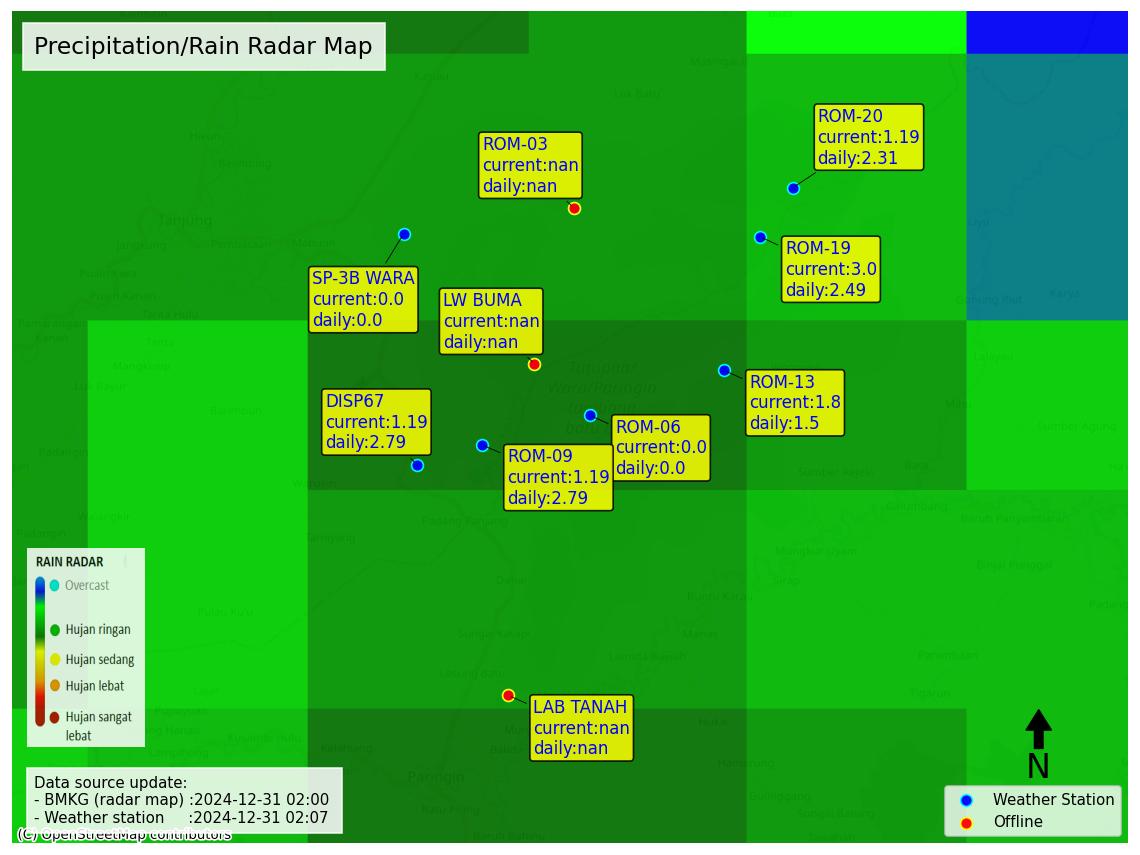 Precipitation/Rain Radar Map
ROM-20
current:1.19
daily:2.31
ROM-03
current:nan
daily:nan
Tanjung
ROM-19
current:3.0
daily:2.49
SP-3B WARA
current:0.0
daily:0.0
LW BUMA
current:nan
daily:nan
ROM-13
current:1.8
daily:1.5
DISP67
current:1.19
daily:2.79
ROM-06
current:0.0
daily:0.0
ROM-09
current:1.19
daily:2.79
RAIN RADAR
Overcast
Hujan ringan
Hujan sedang
Hujan lebat
Hujan sangat
lebat
LAB TANAH
current:nan
daily:nan
Paringin
N
Data source update:
- BMKG (radar map) :2024-12-31 02:00
- Weather station :2024-12-31 02:07
(C) OpenStreetMap contributors
Weather Station
Offline